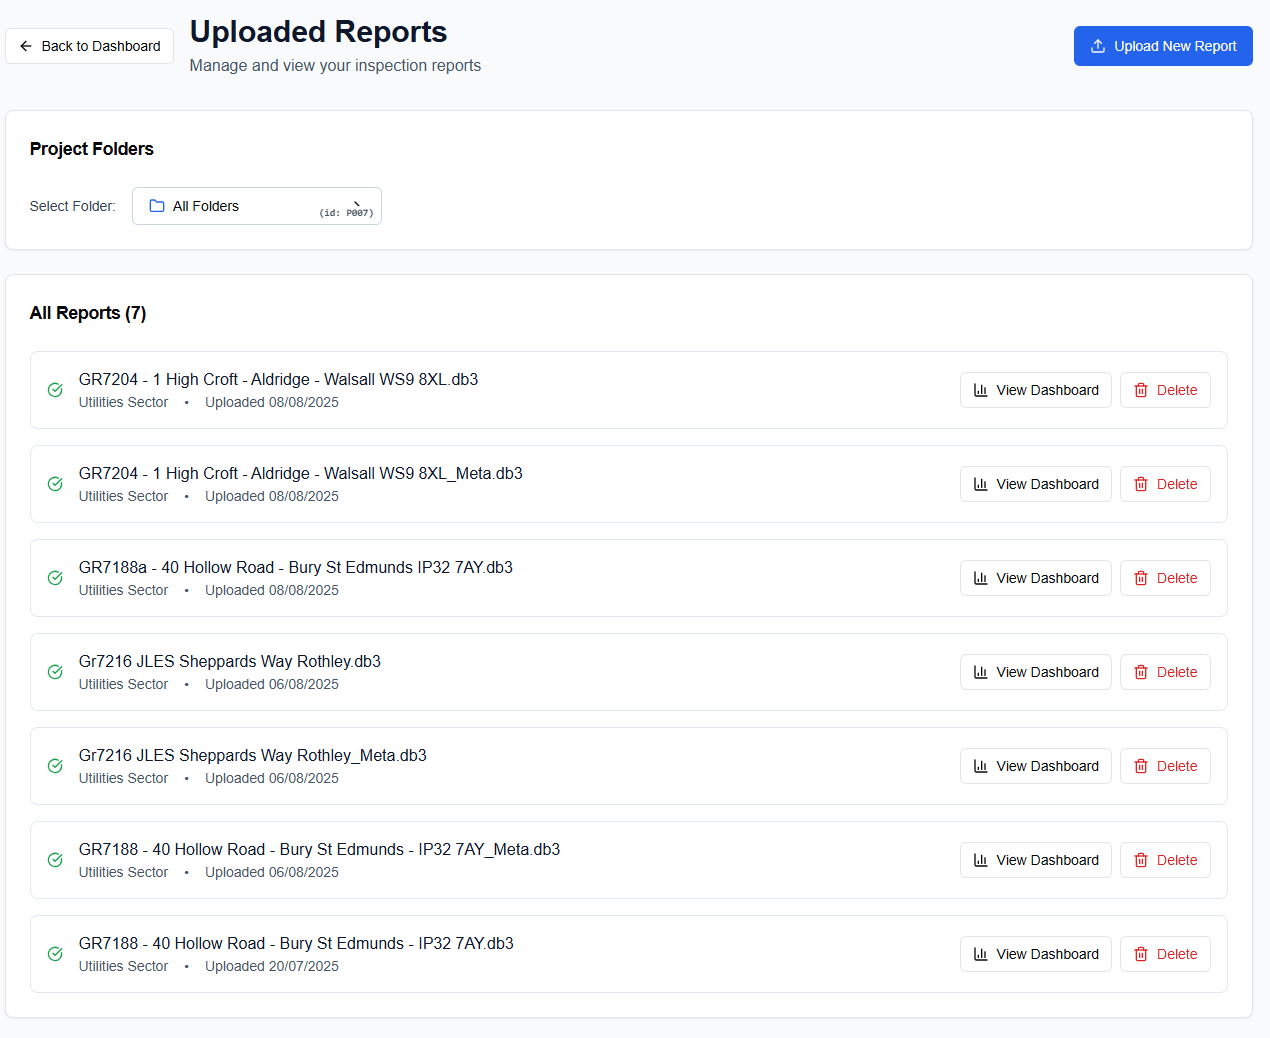 Back to Dashboard
Uploaded Reports
Manage and view your inspection reports
Upload New Report
Project Folders
Select Folder:
All Folders
(id: P007)
All Reports (7)
GR7204 - 1 High Croft - Aldridge - Walsall WS9 8XL.db3
Utilities Sector • Uploaded 08/08/2025
View Dashboard
Delete
GR7204 - 1 High Croft - Aldridge - Walsall WS9 8XL_Meta.db3
Utilities Sector • Uploaded 08/08/2025
View Dashboard
Delete
GR7188a - 40 Hollow Road - Bury St Edmunds IP32 7AY.db3
Utilities Sector • Uploaded 08/08/2025
View Dashboard
Delete
Gr7216 JLES Sheppards Way Rothley.db3
Utilities Sector • Uploaded 06/08/2025
View Dashboard
Delete
Gr7216 JLES Sheppards Way Rothley_Meta.db3
Utilities Sector • Uploaded 06/08/2025
View Dashboard
Delete
GR7188 - 40 Hollow Road - Bury St Edmunds - IP32 7AY_Meta.db3
Utilities Sector • Uploaded 06/08/2025
View Dashboard
Delete
GR7188 - 40 Hollow Road - Bury St Edmunds - IP32 7AY.db3
Utilities Sector • Uploaded 20/07/2025
View Dashboard
Delete